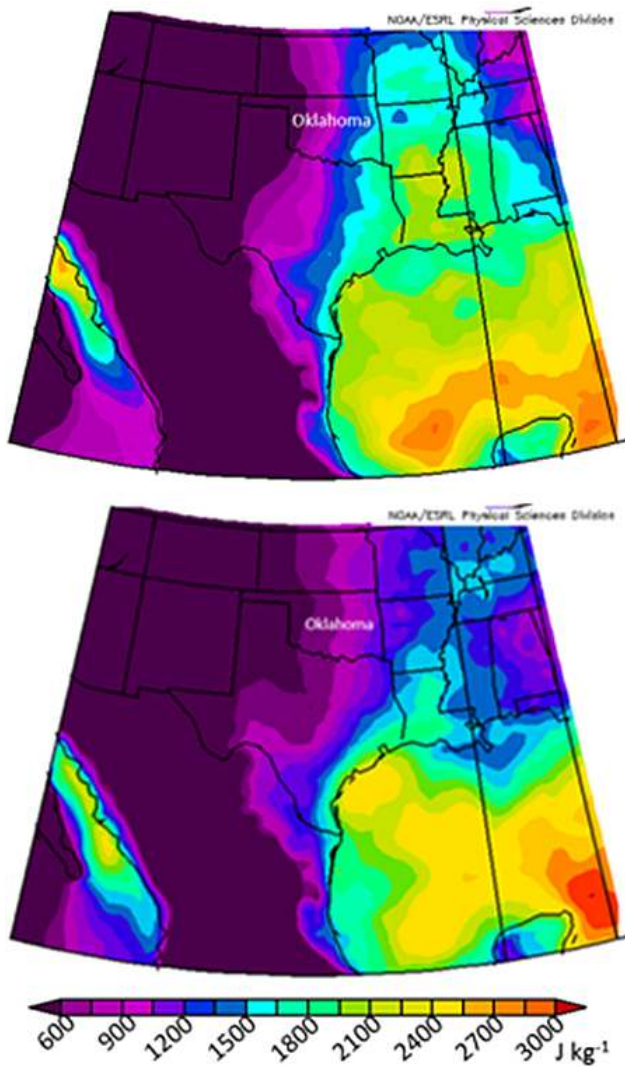 NOAA/ESRL Physical Sciences Division
Oklahoma
NOAA/ESRL Physical Sciences Division
Oklahoma
600 900 1200 1500 1800 2100 2400 2700 3000 J kg⁻¹